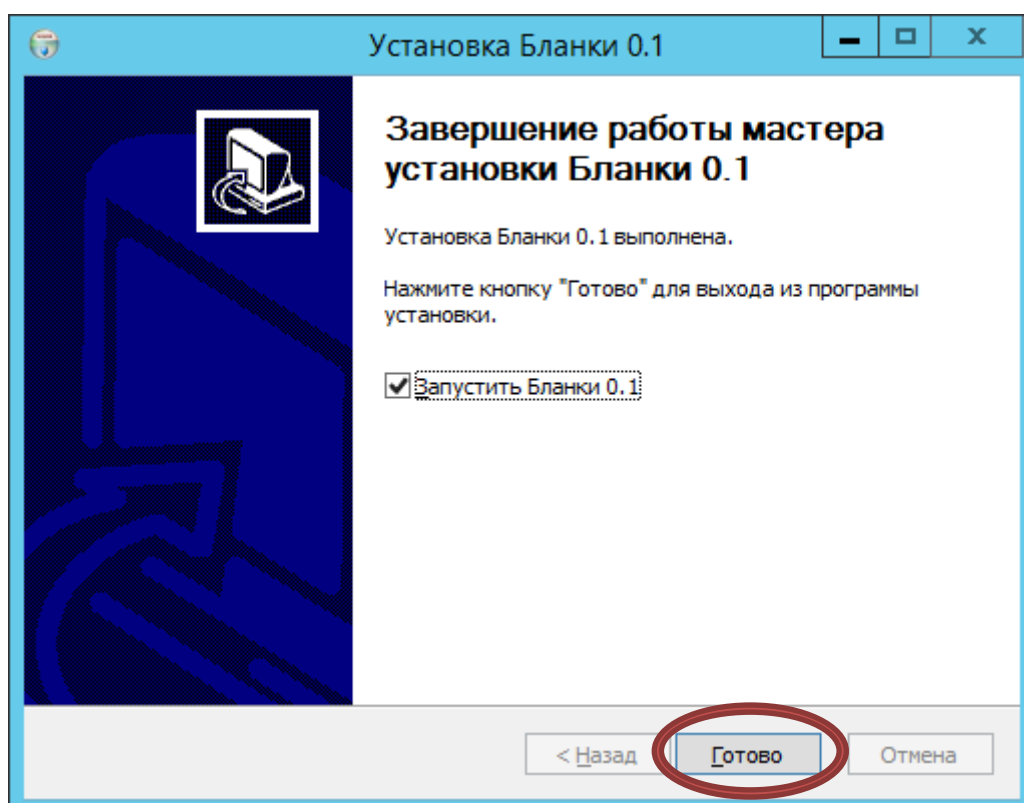 Установка Бланки 0.1
Завершение работы мастера
установки Бланки 0.1
Установка Бланки 0.1 выполнена.
Нажмите кнопку "Готово" для выхода из программы
установки.
Запустить Бланки 0.1
< Назад Готово Отмена